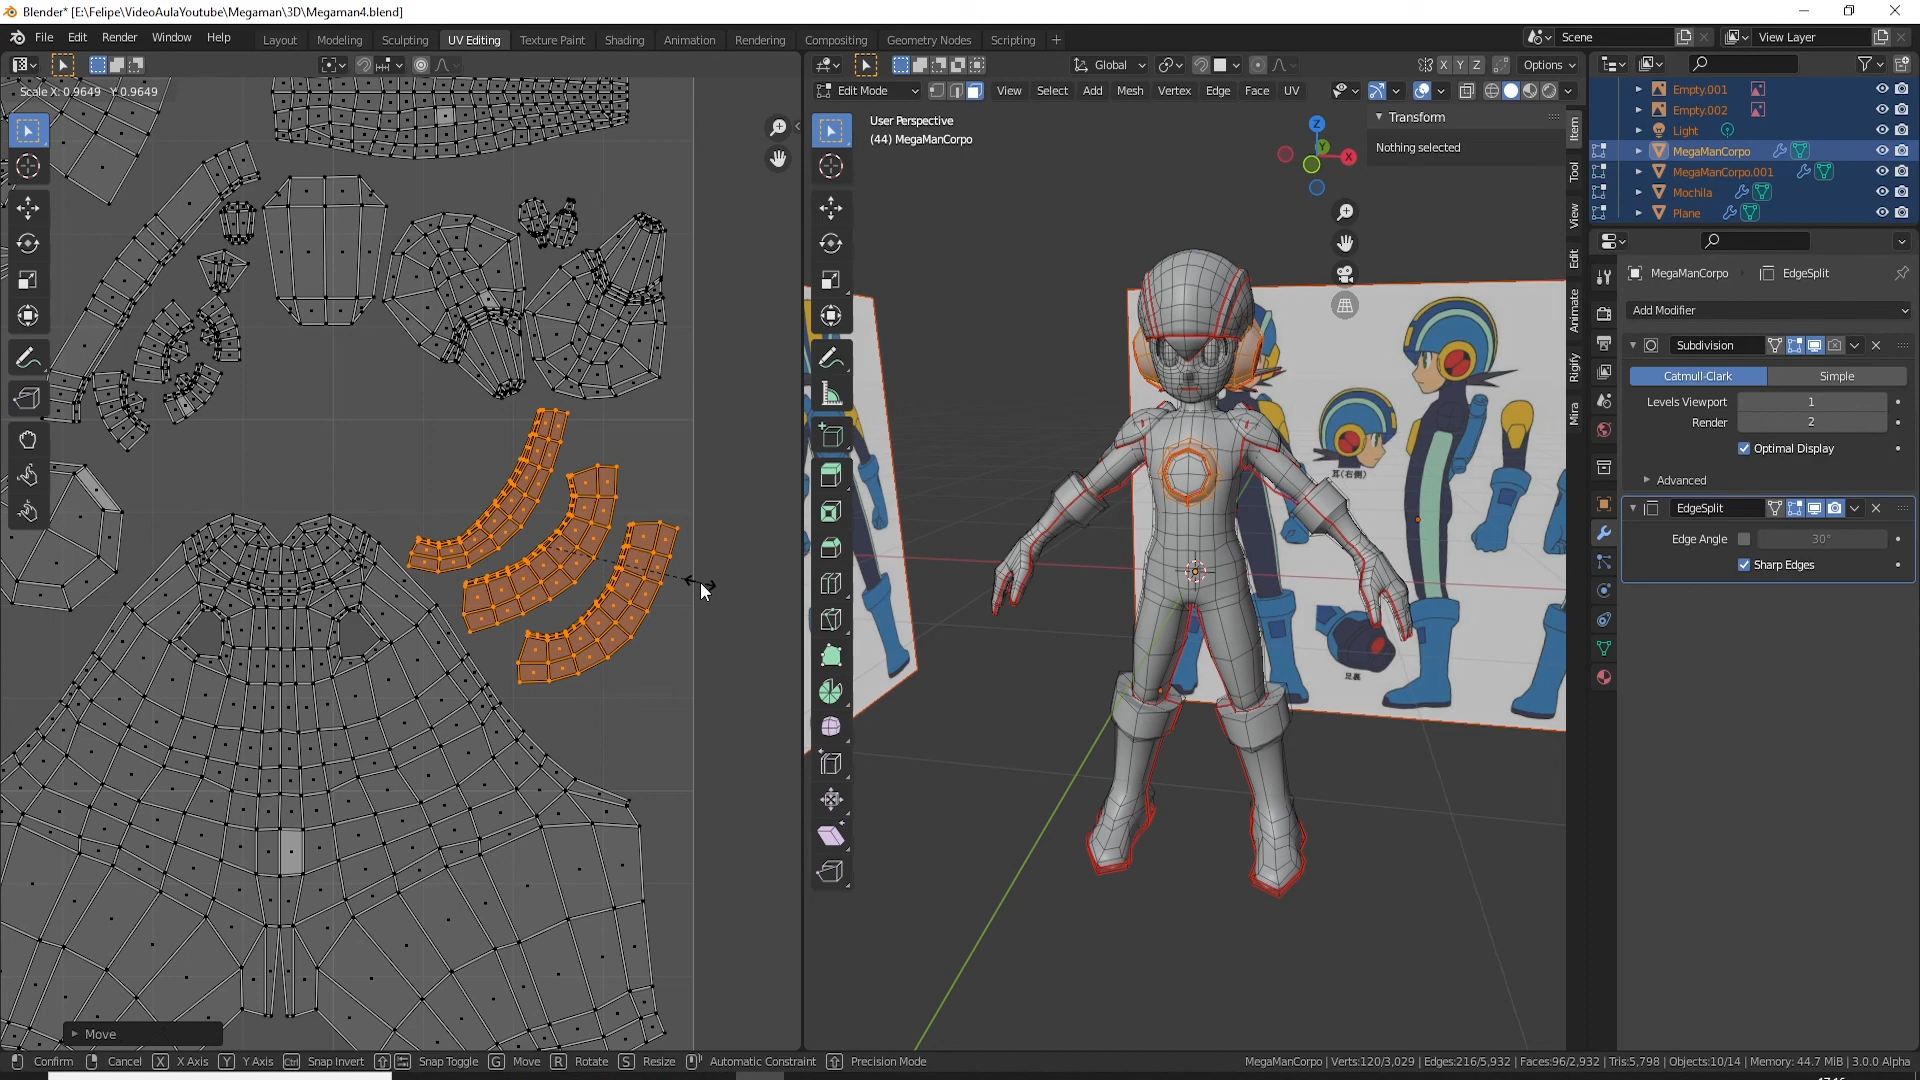 Blender* [E:\Felipe\VideoAulaYoutube\Megaman\3D\Megaman4.blend]
File Edit Render Window Help
Layout Modeling Sculpting UV Editing Texture Paint Shading Animation Rendering Compositing Geometry Nodes Scripting +
Scene
View Layer
Global
X Y Z
Options
Scale X: 0.9649 Y 0.9649
Edit Mode
View Select Add Mesh Vertex Edge Face UV
User Perspective
(44) MegaManCorpo
Z
Y
X
Transform
Nothing selected
Item
Tool
View
Edit
Animate
Rigify
Mira
Empty.001
Empty.002
Light
MegaManCorpo
MegaManCorpo.001
Mochila
Plane
MegaManCorpo
EdgeSplit
Add Modifier
Subdivision
Catmull-Clark
Simple
Levels Viewport 1
Render 2
Optimal Display
Advanced
EdgeSplit
Edge Angle 30°
Sharp Edges
耳(右側)
足裏
Move
Confirm Cancel X X Axis Y Y Axis Ctrl Snap Invert Snap Toggle G Move R Rotate S Resize Automatic Constraint Precision Mode
MegaManCorpo | Verts:120/3,029 | Edges:216/5,932 | Faces:96/2,932 | Tris:5,798 | Objects:10/14 | Memory: 44.7 MiB | 3.0.0 Alpha